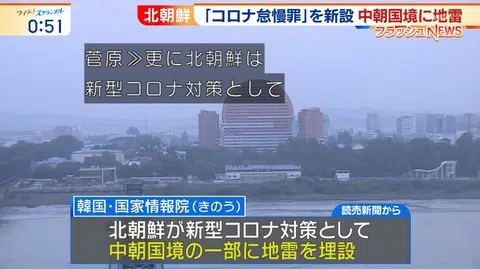 ワイド!スクランブル
0:51
北朝鮮 「コロナ怠慢罪」を新設 中朝国境に地雷
フラッシュNEWS
菅原≫更に北朝鮮は
新型コロナ対策として
韓国・国家情報院(きのう)
読売新聞から
北朝鮮が新型コロナ対策として
中朝国境の一部に地雷を埋設